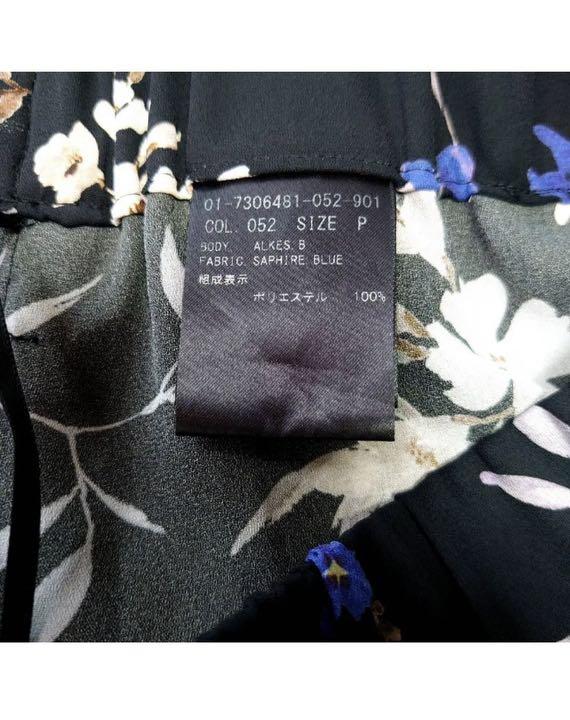 01-7306481-052-901
COL. 052 SIZE P
BODY. ALKES. B
FABRIC. SAPHIRE. BLUE
組成表示
ポリエステル 100%